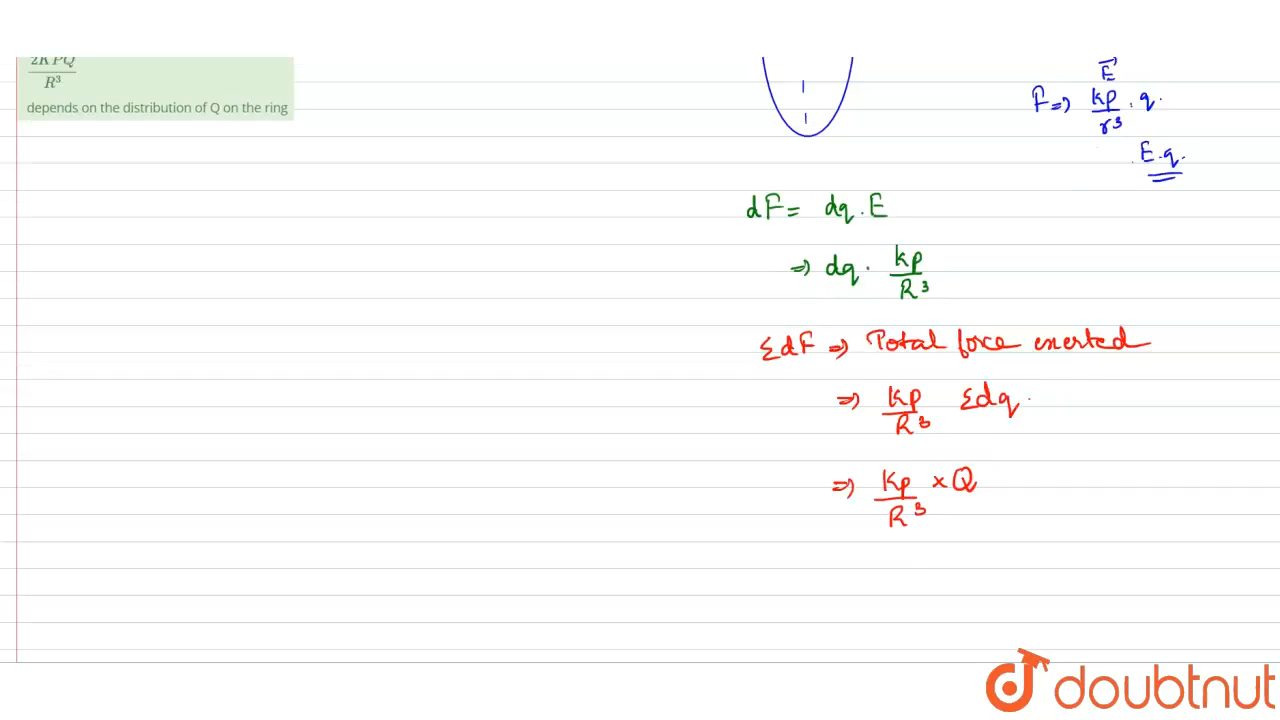 2KPQ
R³
depends on the distribution of Q on the ring
E⃗
F ⇒ kp/r³ . q.
E.q.
dF = dq . E
⇒ dq . kp/R³
ΣdF ⇒ Total force exerted
⇒ kp/R³ Σdq.
⇒ Kp/R³ × Q
doubtnut